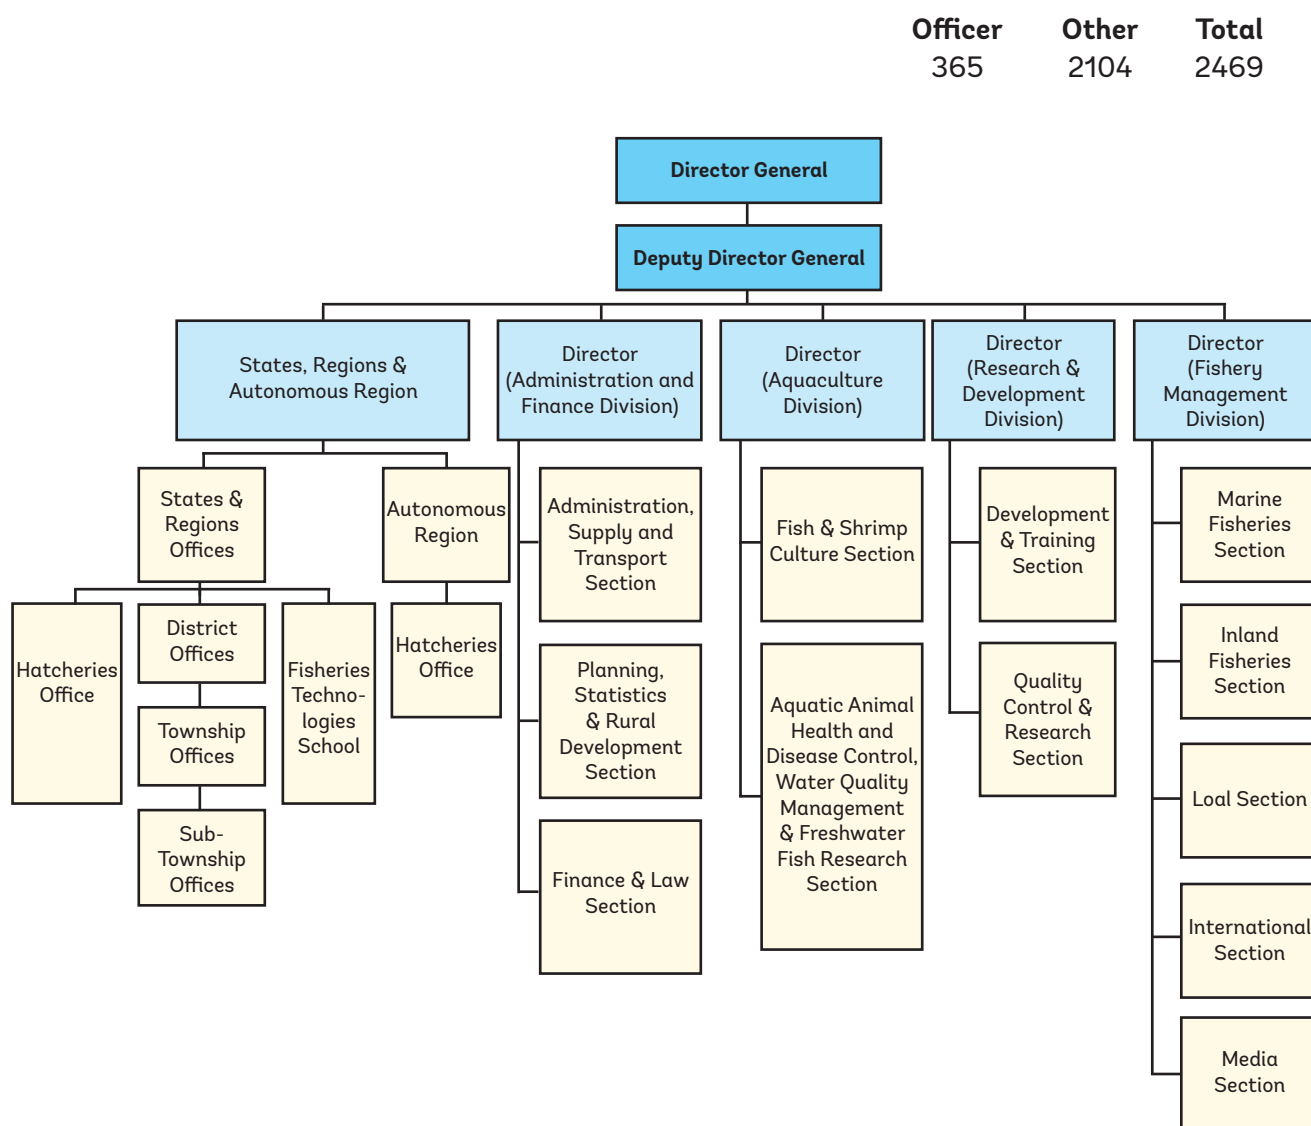 Officer Other Total
365 2104 2469
Director General
Deputy Director General
States, Regions &
Autonomous Region
Director
(Administration and
Finance Division)
Director
(Aquaculture
Division)
Director
(Research &
Development
Division)
Director
(Fishery
Management
Division)
States &
Regions
Offices
Autonomous
Region
Hatcheries
Office
District
Offices
Township
Offices
Sub-
Township
Offices
Fisheries
Techno-
logies
School
Hatcheries
Office
Administration,
Supply and
Transport
Section
Planning,
Statistics
& Rural
Development
Section
Finance & Law
Section
Fish & Shrimp
Culture Section
Aquatic Animal
Health and
Disease Control,
Water Quality
Management
& Freshwater
Fish Research
Section
Development
& Training
Section
Quality
Control &
Research
Section
Marine
Fisheries
Section
Inland
Fisheries
Section
Loal Section
International
Section
Media
Section